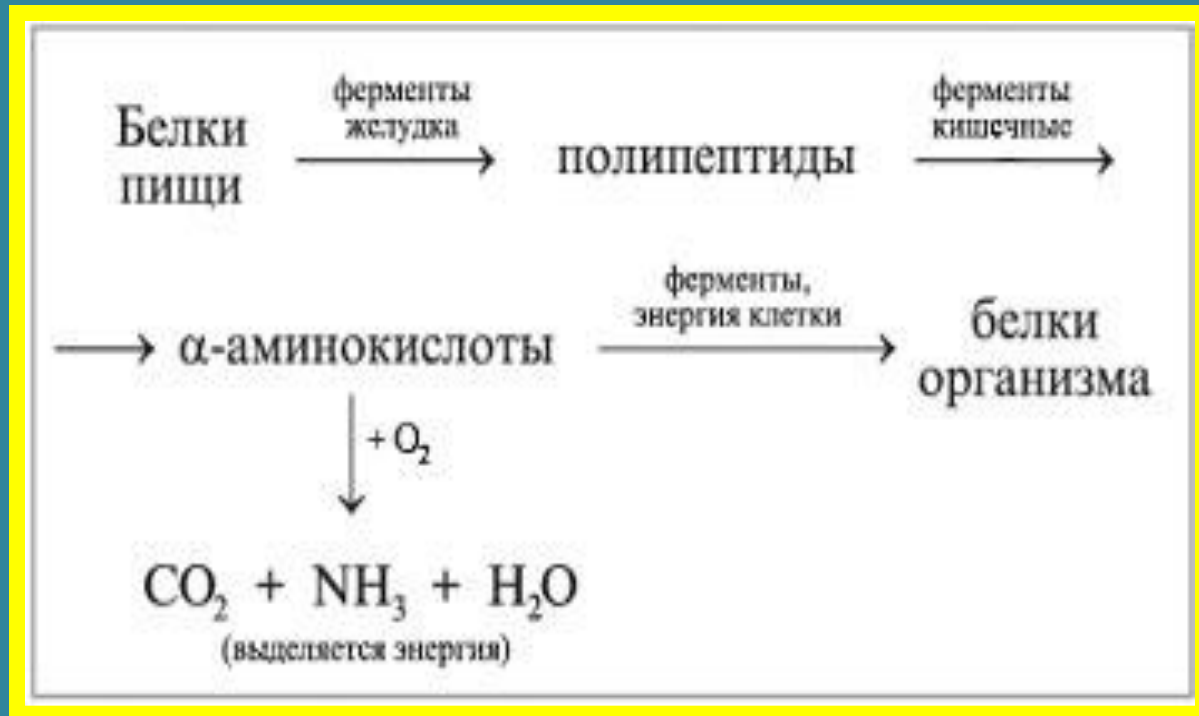 ферменты
желудка
Белки
пищи
полипептиды
ферменты
кишечные
α-аминокислоты
ферменты,
энергия клетки
белки
организма
+ O₂
CO₂ + NH₃ + H₂O
(выделяется энергия)